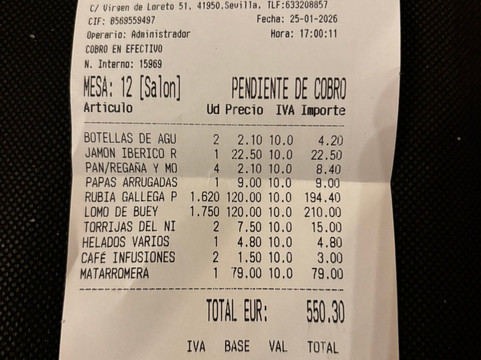 C/ Virgen de Loreto 51, 41950,Sevilla, TLF:633208857
CIF: B569559497 Fecha: 25-01-2026
Operario: Administrador Hora: 17:00:11
COBRO EN EFECTIVO
N. Interno: 15969
MESA: 12 [Salon] PENDIENTE DE COBRO
Artículo Ud Precio IVA Importe
BOTELLAS DE AGU 2 2.10 10.0 4.20
JAMÓN IBERICO R 1 22.50 10.0 22.50
PAN/REGAÑA Y MO 4 2.10 10.0 8.40
PAPAS ARRUGADAS 1 9.00 10.0 9.00
RUBIA GALLEGA P 1.620 120.00 10.0 194.40
LOMO DE BUEY 1.750 120.00 10.0 210.00
TORRIJAS DEL NI 2 7.50 10.0 15.00
HELADOS VARIOS 1 4.80 10.0 4.80
CAFÉ INFUSIONES 2 1.50 10.0 3.00
MATARROMERA 1 79.00 10.0 79.00
TOTAL EUR: 550.30
IVA BASE VAL TOTAL